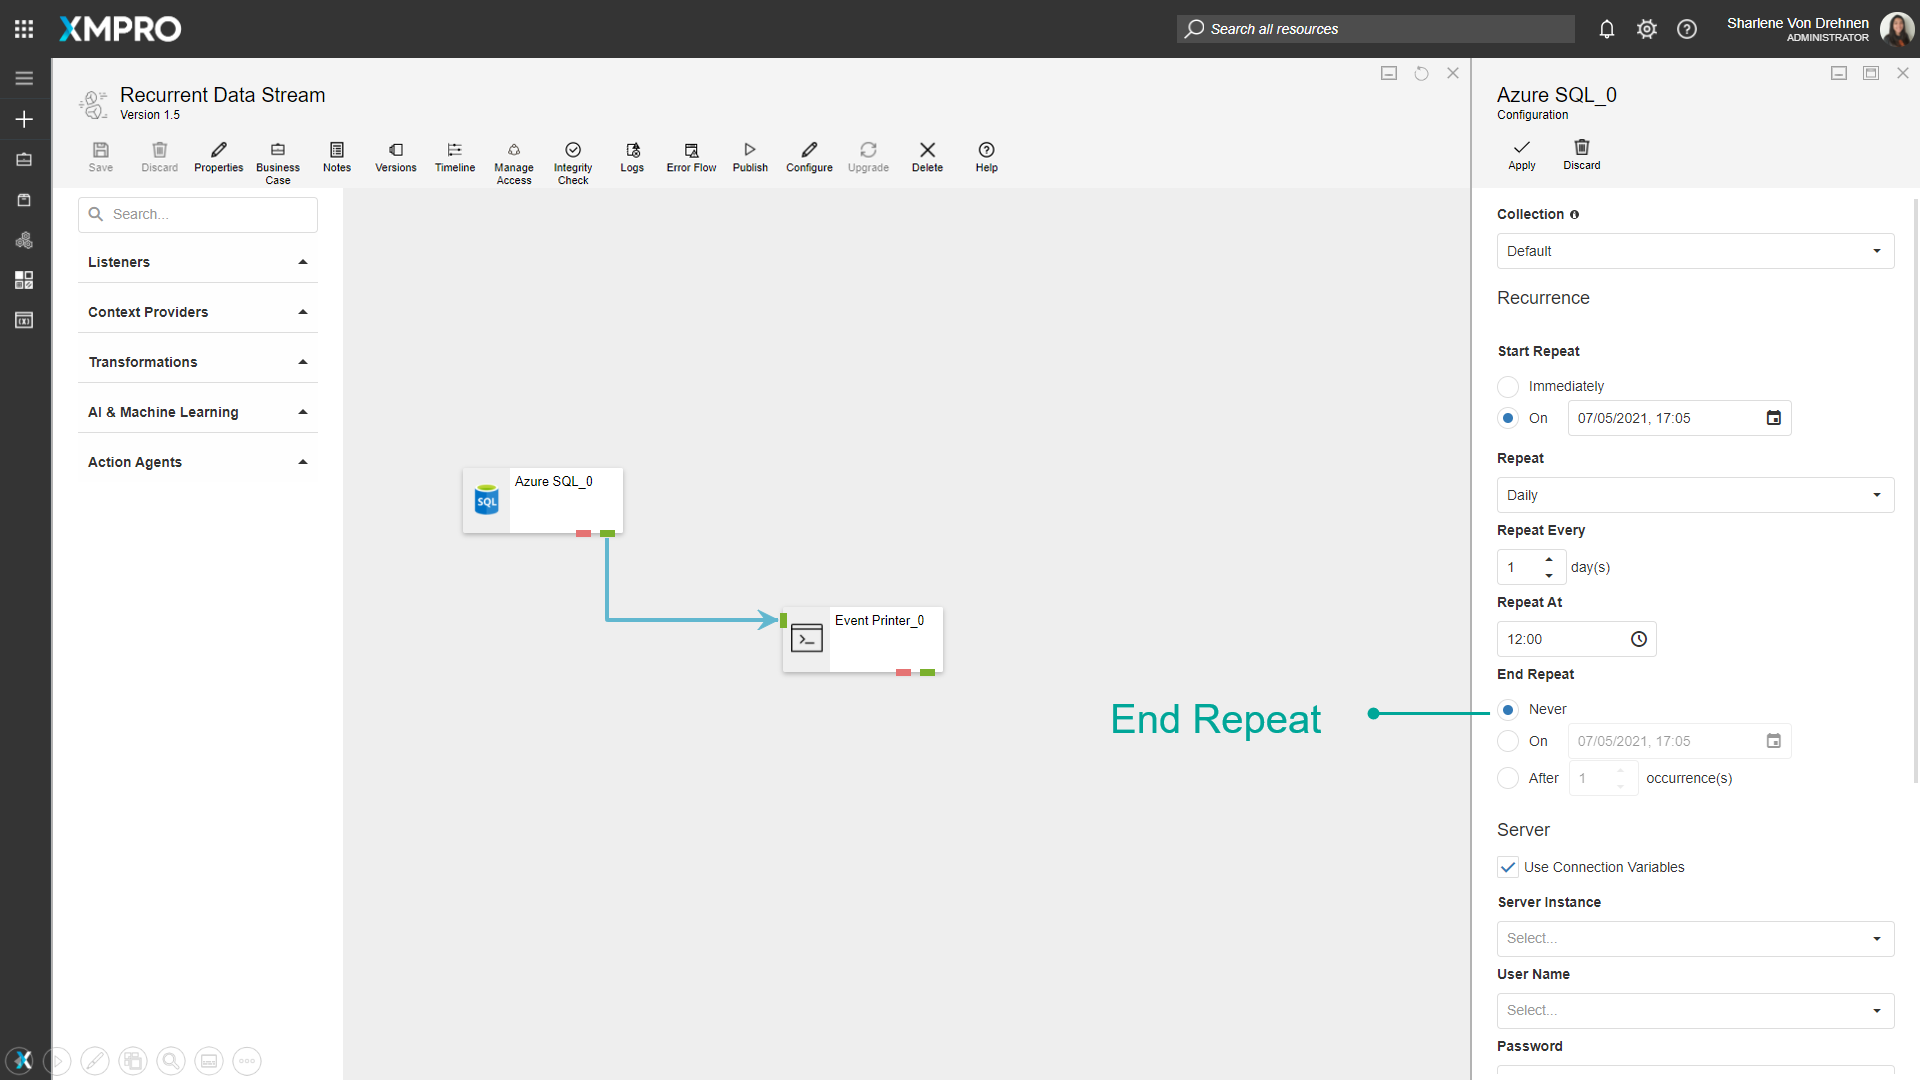 XMPRO
Search all resources
Sharlene Von Drehnen
ADMINISTRATOR
Recurrent Data Stream
Version 1.5
Save
Discard
Properties
Business
Case
Notes
Versions
Timeline
Manage
Access
Integrity
Check
Logs
Error Flow
Publish
Configure
Upgrade
Delete
Help
Search...
Listeners
Context Providers
Transformations
AI & Machine Learning
Action Agents
SQL
Azure SQL_0
Event Printer_0
End Repeat
Azure SQL_0
Configuration
Apply
Discard
Collection
Default
Recurrence
Start Repeat
Immediately
On 07/05/2021, 17:05
Repeat
Daily
Repeat Every
1 day(s)
Repeat At
12:00
End Repeat
Never
On 07/05/2021, 17:05
After 1 occurrence(s)
Server
Use Connection Variables
Server Instance
Select...
User Name
Select...
Password